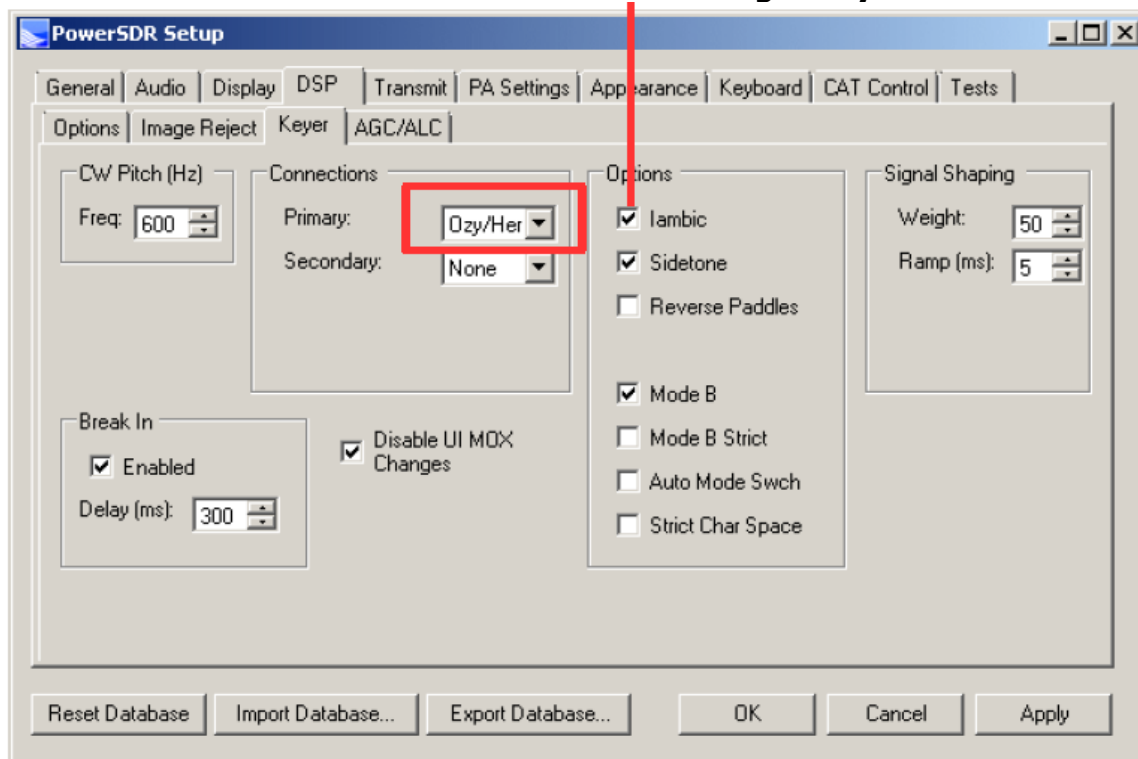 PowerSDR Setup
General Audio Display DSP Transmit PA Settings Appearance Keyboard CAT Control Tests
Options Image Reject Keyer AGC/ALC
CW Pitch (Hz) Connections Options Signal Shaping
Freq: 600 Primary: Ozy/Her Iambic Weight: 50
Secondary: None Sidetone Ramp (ms): 5
Reverse Paddles
Mode B
Break In
Disable UI MOX
Changes
Mode B Strict
Enabled
Auto Mode Swch
Delay (ms): 300
Strict Char Space
Reset Database Import Database... Export Database... OK Cancel Apply